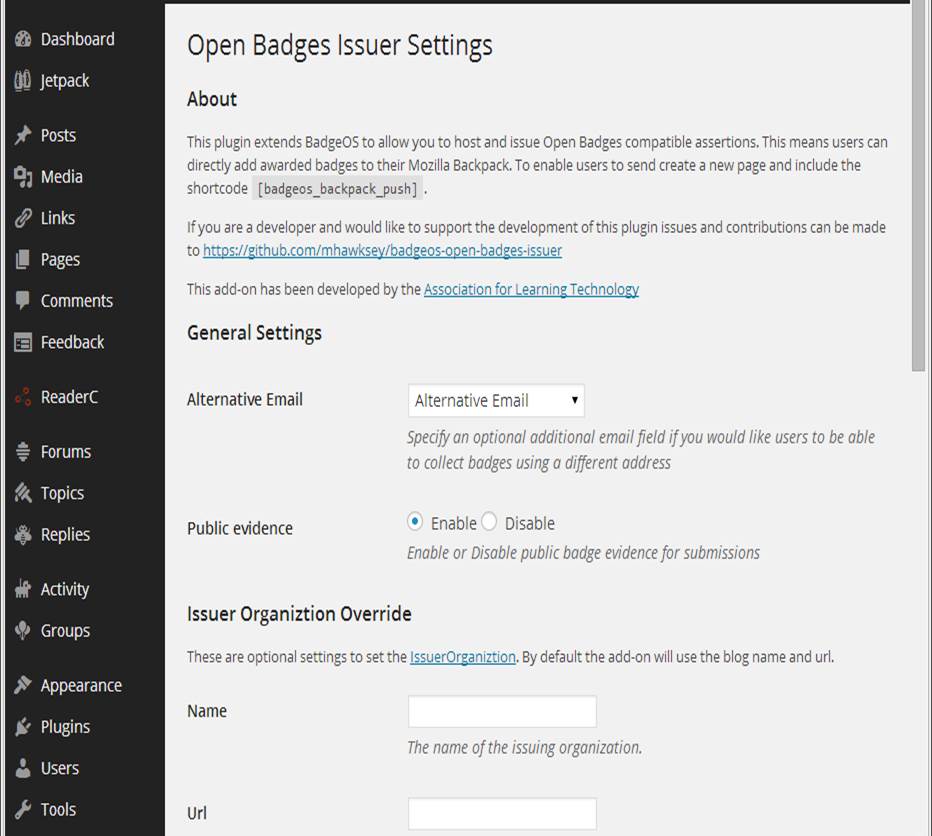 Dashboard
Jetpack
Posts
Media
Links
Pages
Comments
Feedback
ReaderC
Forums
Topics
Replies
Activity
Groups
Appearance
Plugins
Users
Tools
Open Badges Issuer Settings
About
This plugin extends BadgeOS to allow you to host and issue Open Badges compatible assertions. This means users can
directly add awarded badges to their Mozilla Backpack. To enable users to send create a new page and include the
shortcode [badgeos_backpack_push] .
If you are a developer and would like to support the development of this plugin issues and contributions can be made
to https://github.com/mhawksey/badgeos-open-badges-issuer
This add-on has been developed by the Association for Learning Technology
General Settings
Alternative Email
Alternative Email
Specify an optional additional email field if you would like users to be able
to collect badges using a different address
Public evidence
Enable Disable
Enable or Disable public badge evidence for submissions
Issuer Organiztion Override
These are optional settings to set the IssuerOrganiztion. By default the add-on will use the blog name and url.
Name
The name of the issuing organization.
Url